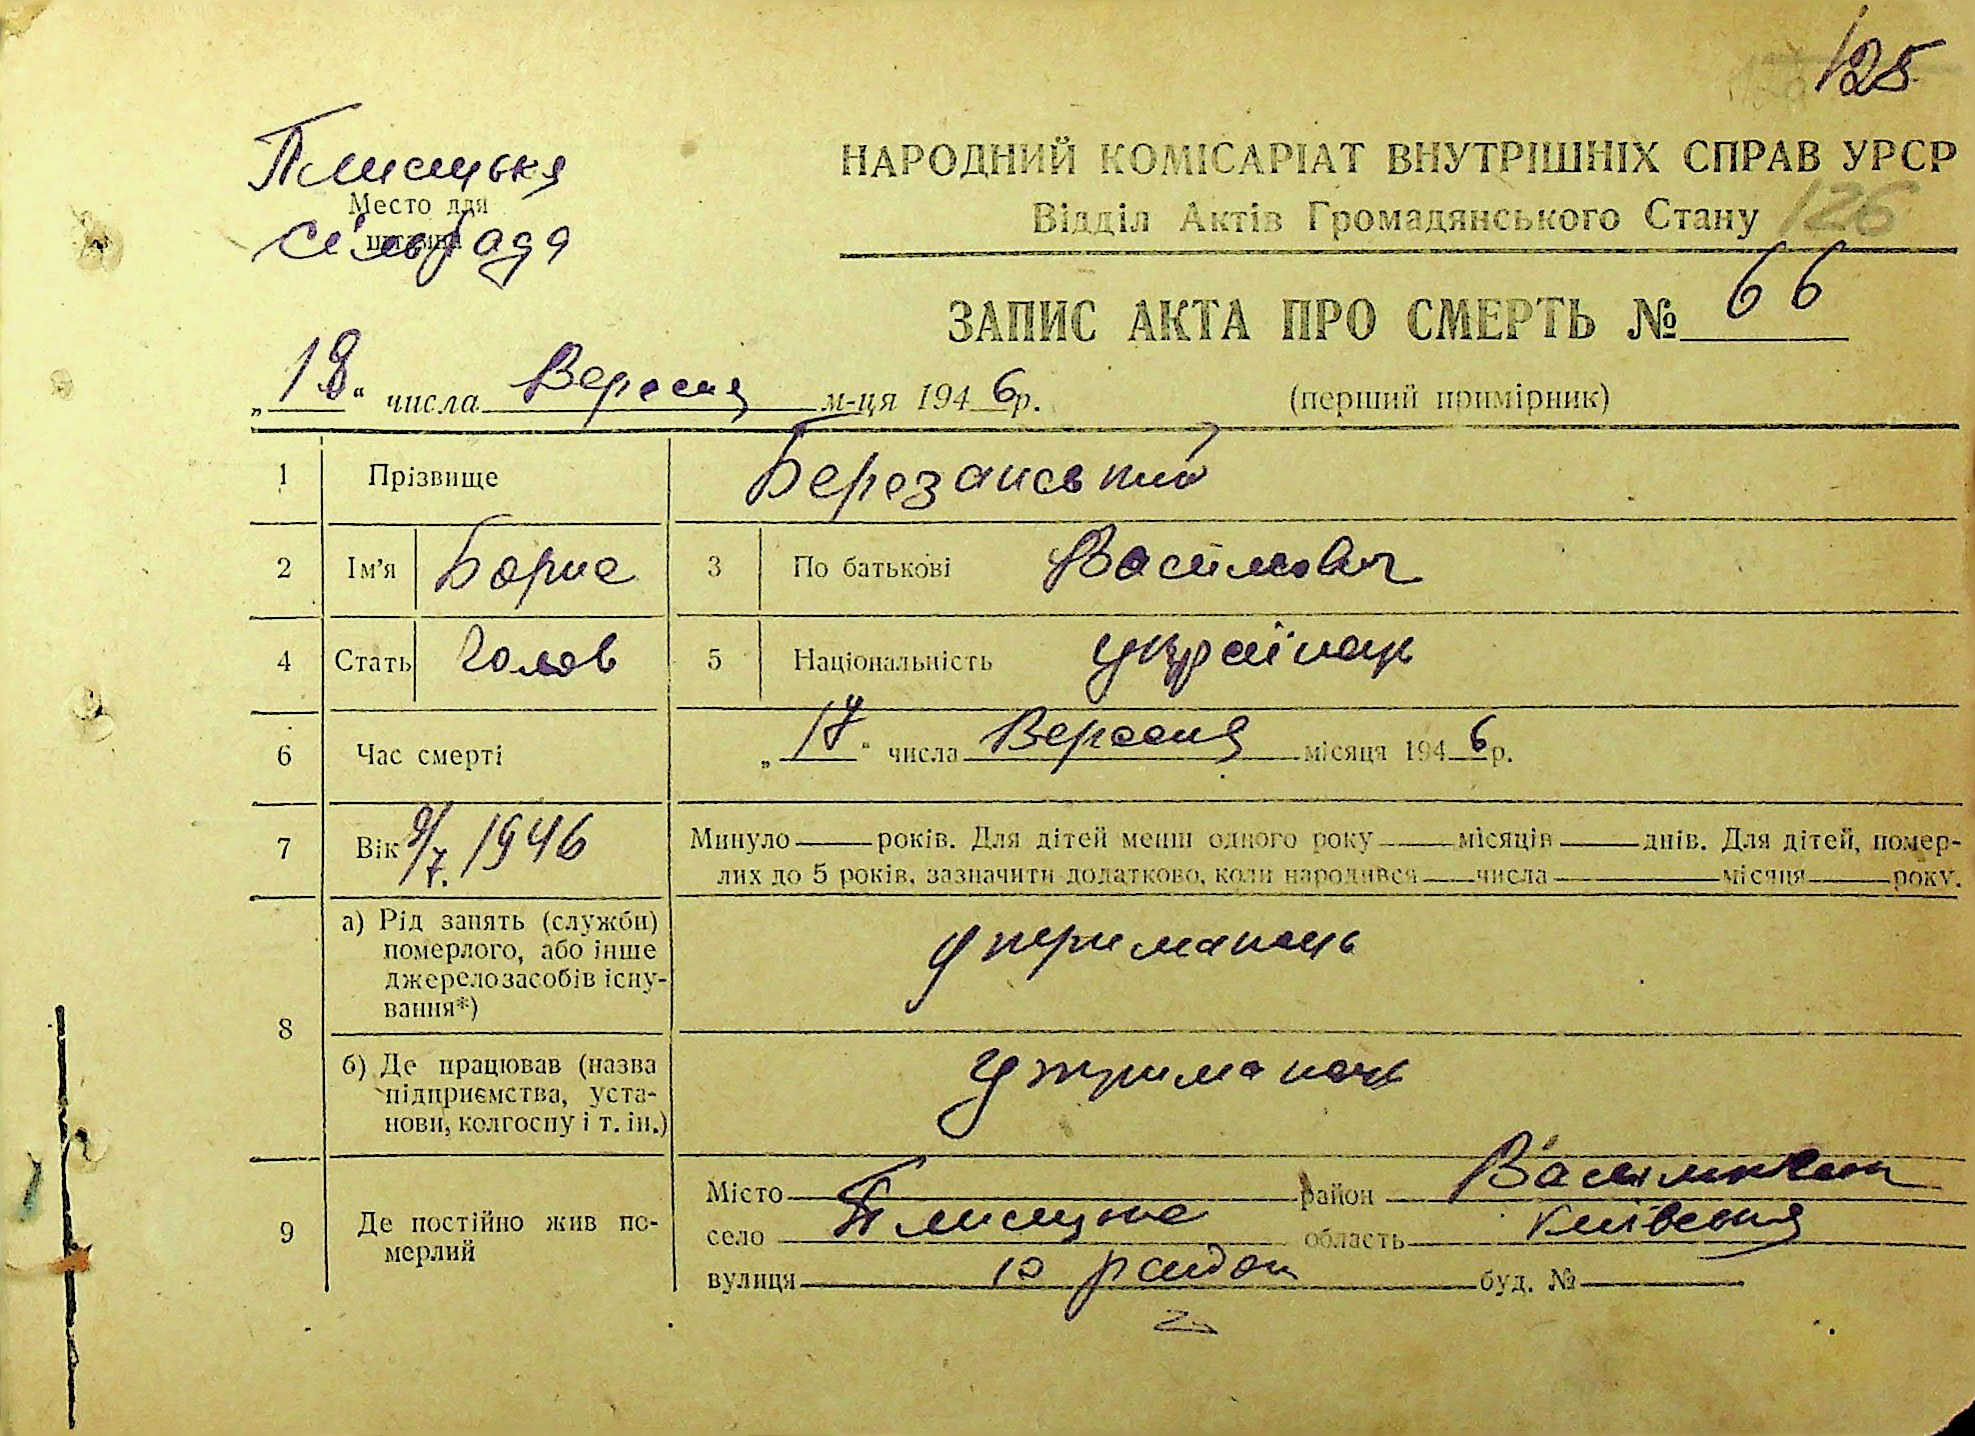 125
126
Плисецька
Место для
штампа
сільрада
НАРОДНИЙ КОМІСАРІАТ ВНУТРІШНІХ СПРАВ УРСР
Відділ Актів Громадянського Стану
ЗАПИС АКТА ПРО СМЕРТЬ № 66
„18“ числа Вересня м-ця 1946р.
(перший примірник)
1 Прізвище Березанський
2 Ім'я Борис 3 По батькові Васильович
4 Стать Чолов 5 Національність українец
6 Час смерті „17“ числа Вересня місяця 1946р.
7 Вік 9/7. 1946 Минуло — років. Для дітей менш одного року — місяців — днів. Для дітей, помер-
лих до 5 років, зазначити додатково, коли народився — числа — місяця — року.
8 а) Рід занять (служби)
померлого, або інше
джерело засобів існу-
вання*)
утриманець
б) Де працював (назва
підприємства, уста-
нови, колгоспу і т. ін.)
утриманець
9 Де постійно жив по-
мерлий
Місто — район Васильків
село Плисецьке область Київська
вулиця буд. №